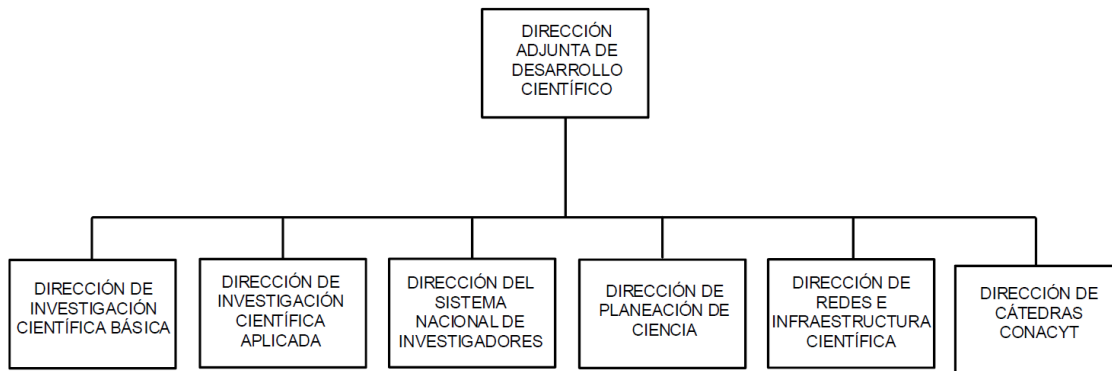 DIRECCIÓN
ADJUNTA DE
DESARROLLO
CIENTÍFICO
DIRECCIÓN DE
INVESTIGACIÓN
CIENTÍFICA BÁSICA
DIRECCIÓN DE
INVESTIGACIÓN
CIENTÍFICA
APLICADA
DIRECCIÓN DEL
SISTEMA
NACIONAL DE
INVESTIGADORES
DIRECCIÓN DE
PLANEACIÓN DE
CIENCIA
DIRECCIÓN DE
REDES E
INFRAESTRUCTURA
CIENTÍFICA
DIRECCIÓN DE
CÁTEDRAS
CONACYT